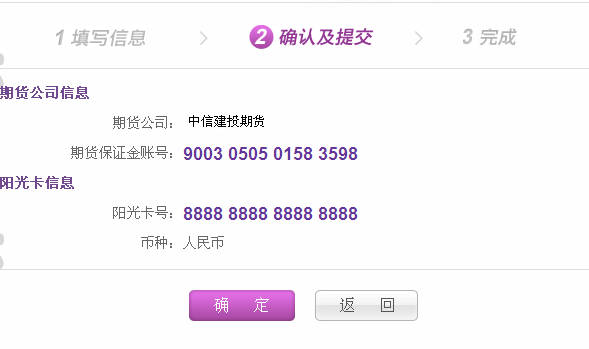 1 填写信息 2 确认及提交 3 完成
期货公司信息
期货公司： 中信建投期货
期货保证金账号： 9003 0505 0158 3598
阳光卡信息
阳光卡号： 8888 8888 8888 8888
币种： 人民币
确 定 返 回